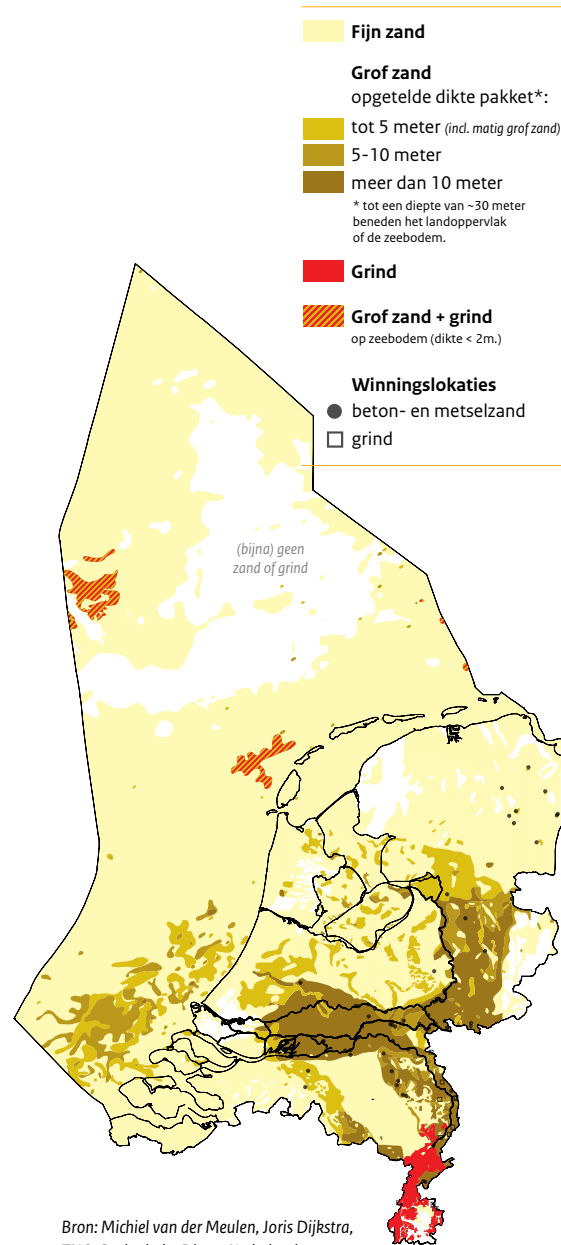 Fijn zand
Grof zand
opgetelde dikte pakket*:
tot 5 meter (incl. matig grof zand)
5-10 meter
meer dan 10 meter
* tot een diepte van ~30 meter
beneden het landoppervlak
of de zeebodem.
Grind
Grof zand + grind
op zeebodem (dikte < 2m.)
Winningslokaties
beton- en metselzand
grind
(bijna) geen
zand of grind
Bron: Michiel van der Meulen, Joris Dijkstra,